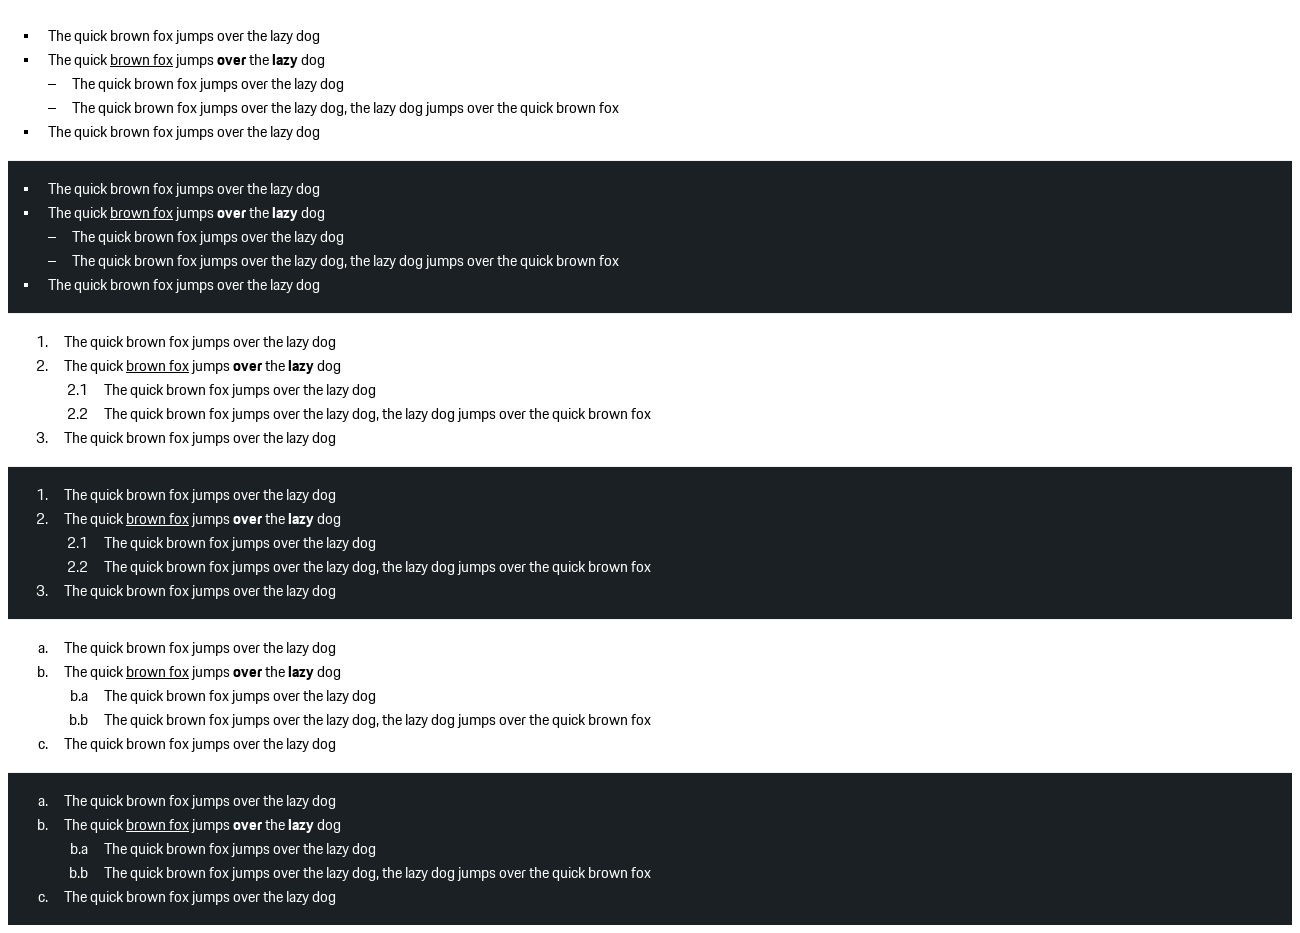 ▪ The quick brown fox jumps over the lazy dog
▪ The quick brown fox jumps over the lazy dog
– The quick brown fox jumps over the lazy dog
– The quick brown fox jumps over the lazy dog, the lazy dog jumps over the quick brown fox
▪ The quick brown fox jumps over the lazy dog
▪ The quick brown fox jumps over the lazy dog
▪ The quick brown fox jumps over the lazy dog
– The quick brown fox jumps over the lazy dog
– The quick brown fox jumps over the lazy dog, the lazy dog jumps over the quick brown fox
▪ The quick brown fox jumps over the lazy dog
1. The quick brown fox jumps over the lazy dog
2. The quick brown fox jumps over the lazy dog
2.1 The quick brown fox jumps over the lazy dog
2.2 The quick brown fox jumps over the lazy dog, the lazy dog jumps over the quick brown fox
3. The quick brown fox jumps over the lazy dog
1. The quick brown fox jumps over the lazy dog
2. The quick brown fox jumps over the lazy dog
2.1 The quick brown fox jumps over the lazy dog
2.2 The quick brown fox jumps over the lazy dog, the lazy dog jumps over the quick brown fox
3. The quick brown fox jumps over the lazy dog
a. The quick brown fox jumps over the lazy dog
b. The quick brown fox jumps over the lazy dog
b.a The quick brown fox jumps over the lazy dog
b.b The quick brown fox jumps over the lazy dog, the lazy dog jumps over the quick brown fox
c. The quick brown fox jumps over the lazy dog
a. The quick brown fox jumps over the lazy dog
b. The quick brown fox jumps over the lazy dog
b.a The quick brown fox jumps over the lazy dog
b.b The quick brown fox jumps over the lazy dog, the lazy dog jumps over the quick brown fox
c. The quick brown fox jumps over the lazy dog